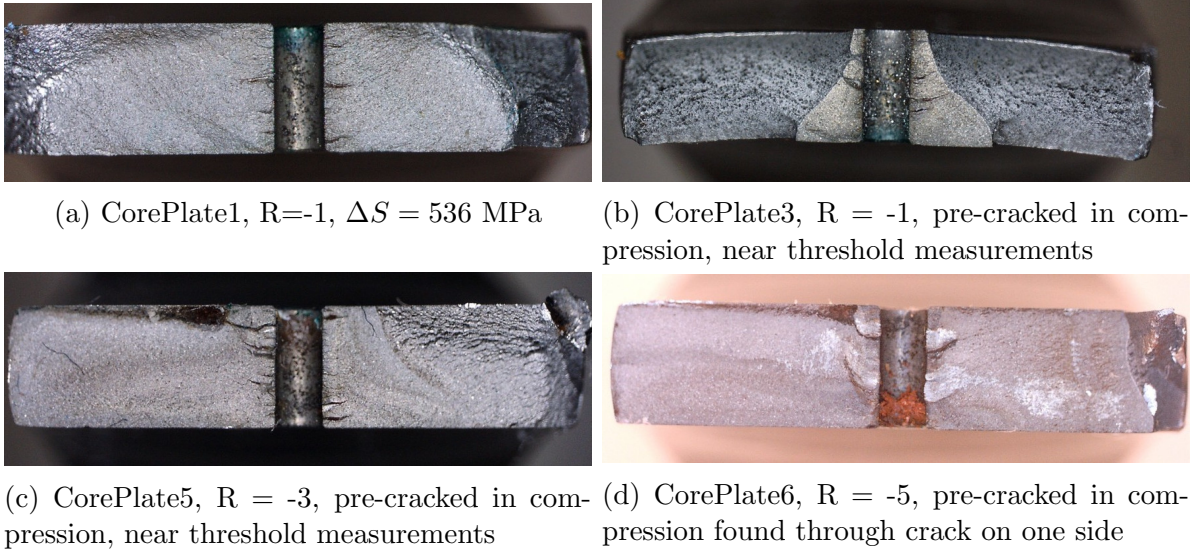 (a) CorePlate1, R=-1, ΔS = 536 MPa
(b) CorePlate3, R = -1, pre-cracked in com-
pression, near threshold measurements
(c) CorePlate5, R = -3, pre-cracked in com-
pression, near threshold measurements
(d) CorePlate6, R = -5, pre-cracked in com-
pression found through crack on one side